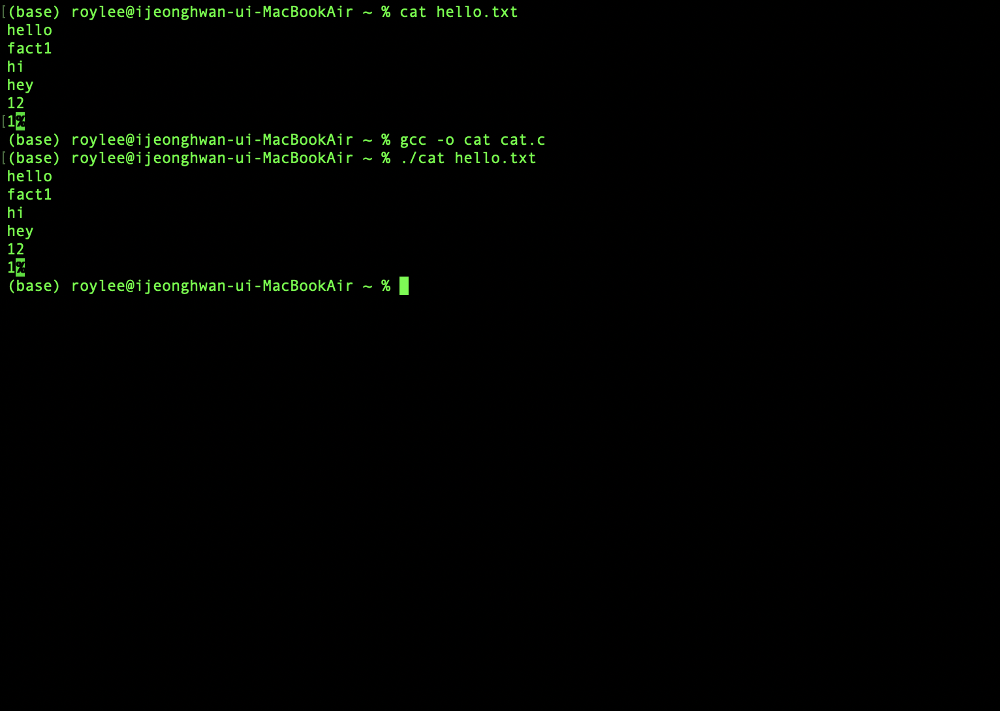 [(base) roylee@ijeonghwan-ui-MacBookAir ~ % cat hello.txt
hello
fact1
hi
hey
12
[1%
(base) roylee@ijeonghwan-ui-MacBookAir ~ % gcc -o cat cat.c
[(base) roylee@ijeonghwan-ui-MacBookAir ~ % ./cat hello.txt
hello
fact1
hi
hey
12
1%
(base) roylee@ijeonghwan-ui-MacBookAir ~ %